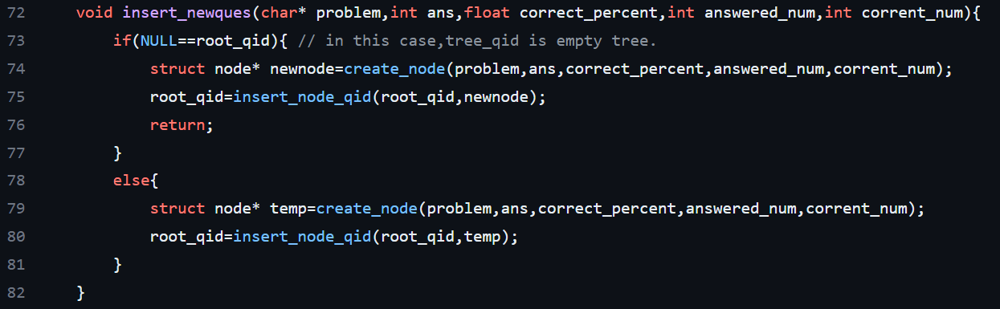 72 void insert_newques(char* problem,int ans,float correct_percent,int answered_num,int corrent_num){
73 if(NULL==root_qid){ // in this case,tree_qid is empty tree.
74 struct node* newnode=create_node(problem,ans,correct_percent,answered_num,corrent_num);
75 root_qid=insert_node_qid(root_qid,newnode);
76 return;
77 }
78 else{
79 struct node* temp=create_node(problem,ans,correct_percent,answered_num,corrent_num);
80 root_qid=insert_node_qid(root_qid,temp);
81 }
82 }